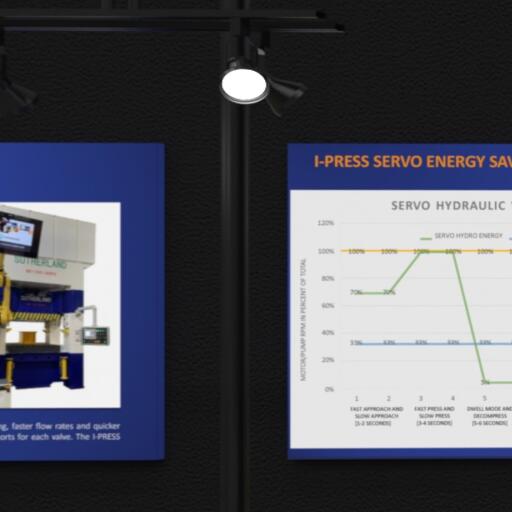 SUTHERLAND
SUTHERLAND
ng, faster flow rates and quicker
orts for each valve. The I-PRESS
I-PRESS SERVO ENERGY SAV
SERVO HYDRAULIC
SERVO HYDRO ENERGY
MOTOR/PUMP RPM IN PERCENT OF TOTAL
120%
100%
80%
60%
40%
20%
0%
100% 100% 100% 100% 100%
70% 70%
33% 33% 33% 33% 33%
5%
1 2 3 4 5
FAST APPROACH AND
SLOW APPROACH
[1-2 SECONDS]
FAST PRESS AND
SLOW PRESS
[3-4 SECONDS]
DWELL MODE AND
DECOMPRESS
[5-6 SECONDS]